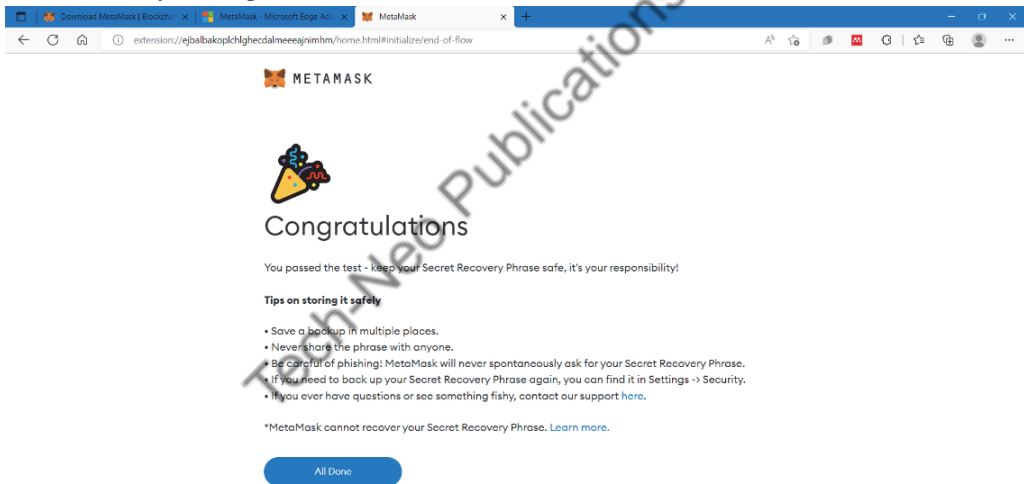 Download MetaMask | Blockcha
MetaMask - Microsoft Edge Add
MetaMask
extension://ejbalbakoplchlghecdalmeeeajnimhm/home.html#initialize/end-of-flow
METAMASK
Congratulations
You passed the test - keep your Secret Recovery Phrase safe, it's your responsibility!
Tips on storing it safely
• Save a backup in multiple places.
• Never share the phrase with anyone.
• Be careful of phishing! MetaMask will never spontaneously ask for your Secret Recovery Phrase.
• If you need to back up your Secret Recovery Phrase again, you can find it in Settings -> Security.
• If you ever have questions or see something fishy, contact our support here.
*MetaMask cannot recover your Secret Recovery Phrase. Learn more.
All Done
Tech-Neo Publications